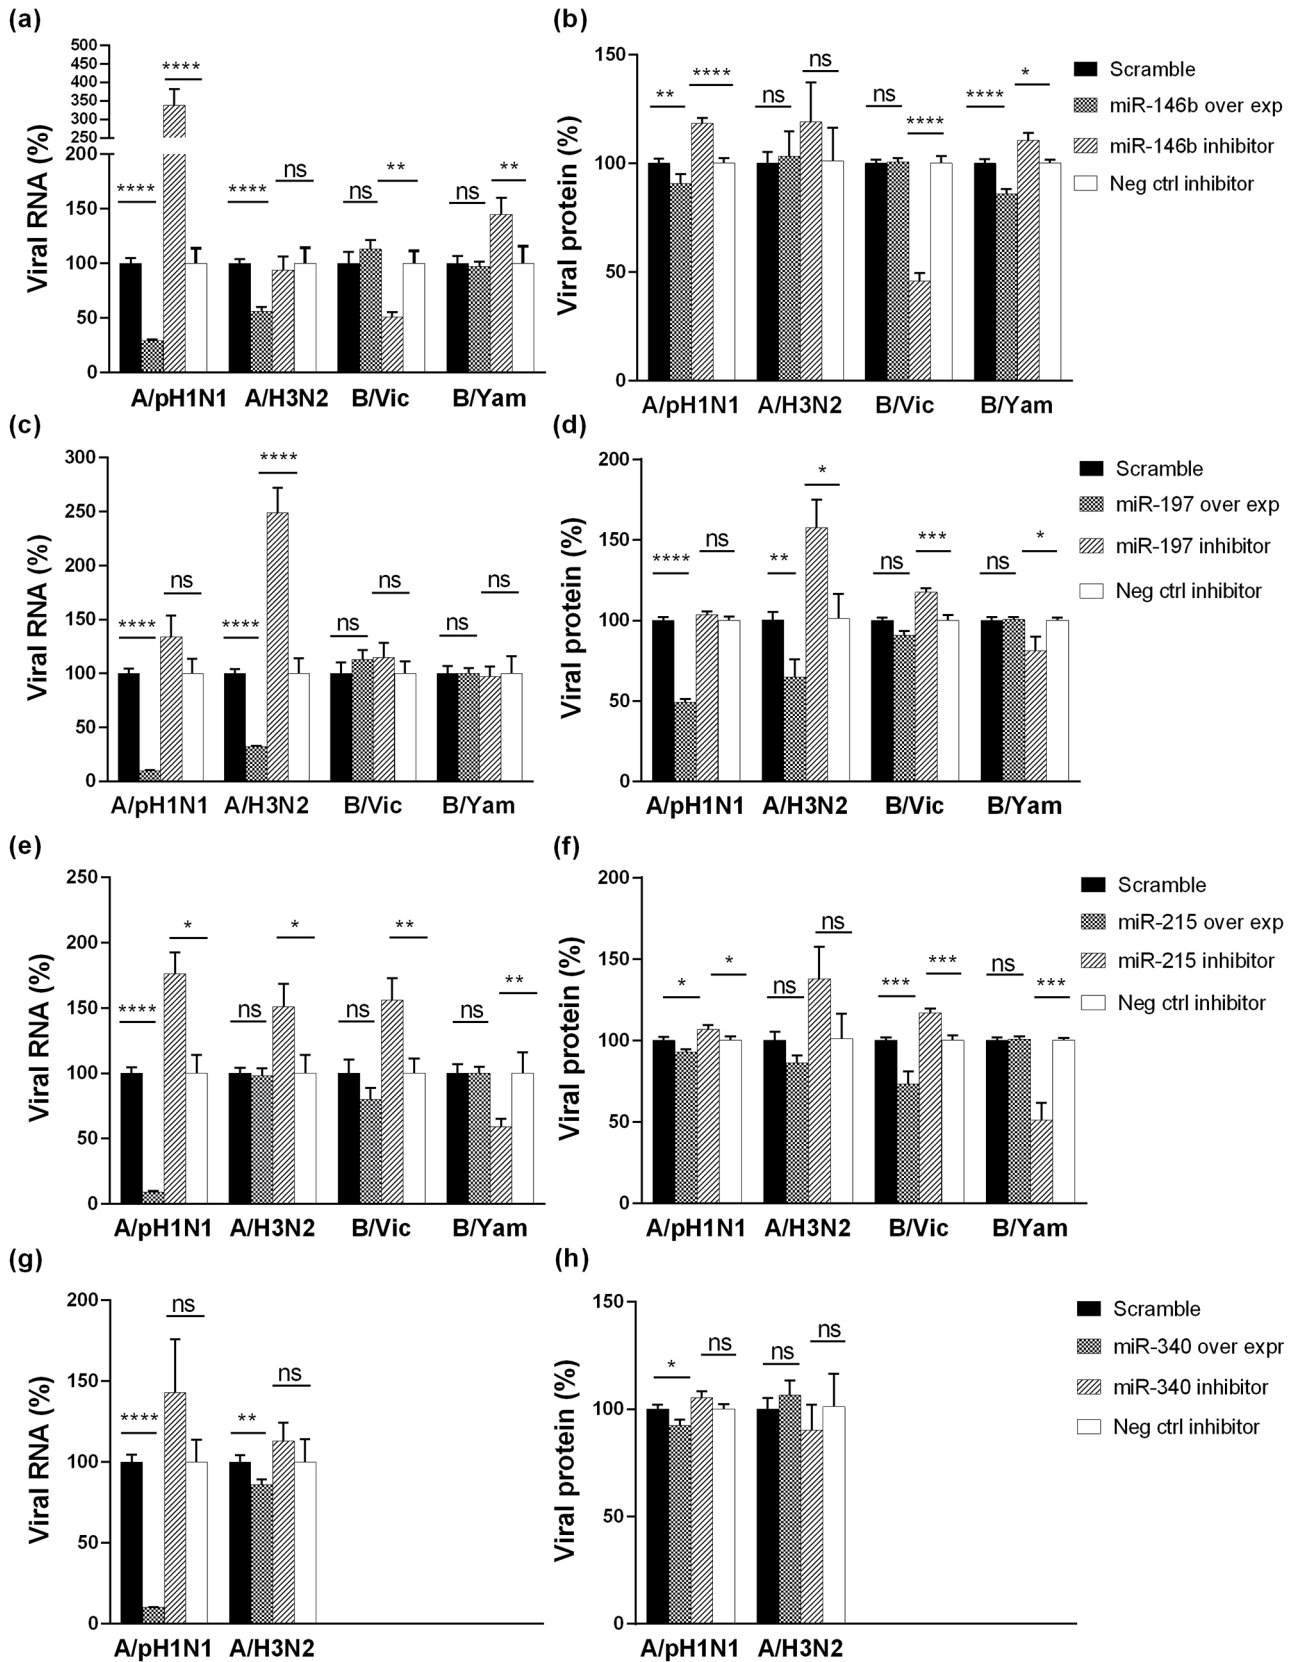 (a)
Viral RNA (%)
500
450
400
350
300
250
200
150
100
50
0
**** **** **** ns ns ** ns **
A/pH1N1 A/H3N2 B/Vic B/Yam
(b)
Viral protein (%)
150
100
50
0
** **** ns ns ns **** **** *
A/pH1N1 A/H3N2 B/Vic B/Yam
Scramble
miR-146b over exp
miR-146b inhibitor
Neg ctrl inhibitor
(c)
Viral RNA (%)
300
250
200
150
100
50
0
**** ns **** **** ns ns ns ns
A/pH1N1 A/H3N2 B/Vic B/Yam
(d)
Viral protein (%)
200
150
100
50
0
**** ns ** * ns *** ns *
A/pH1N1 A/H3N2 B/Vic B/Yam
Scramble
miR-197 over exp
miR-197 inhibitor
Neg ctrl inhibitor
(e)
Viral RNA (%)
250
200
150
100
50
0
**** * ns * ns ** ns **
A/pH1N1 A/H3N2 B/Vic B/Yam
(f)
Viral protein (%)
200
150
100
50
0
* * ns ns *** *** ns ***
A/pH1N1 A/H3N2 B/Vic B/Yam
Scramble
miR-215 over exp
miR-215 inhibitor
Neg ctrl inhibitor
(g)
Viral RNA (%)
200
150
100
50
0
**** ns ** ns
A/pH1N1 A/H3N2
(h)
Viral protein (%)
150
100
50
0
* ns ns ns
A/pH1N1 A/H3N2
Scramble
miR-340 over expr
miR-340 inhibitor
Neg ctrl inhibitor